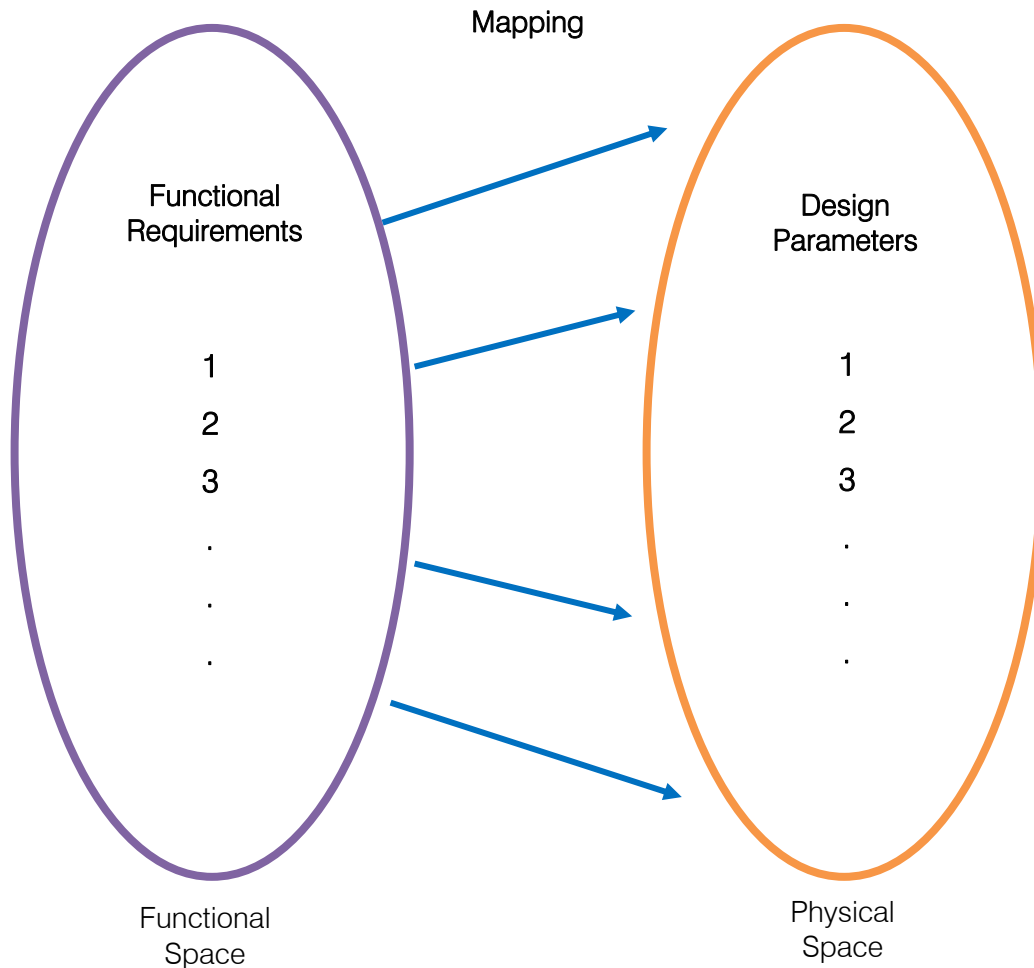 Mapping
Functional
Requirements
1
2
3
.
.
.
Functional
Space
Design
Parameters
1
2
3
.
.
.
Physical
Space